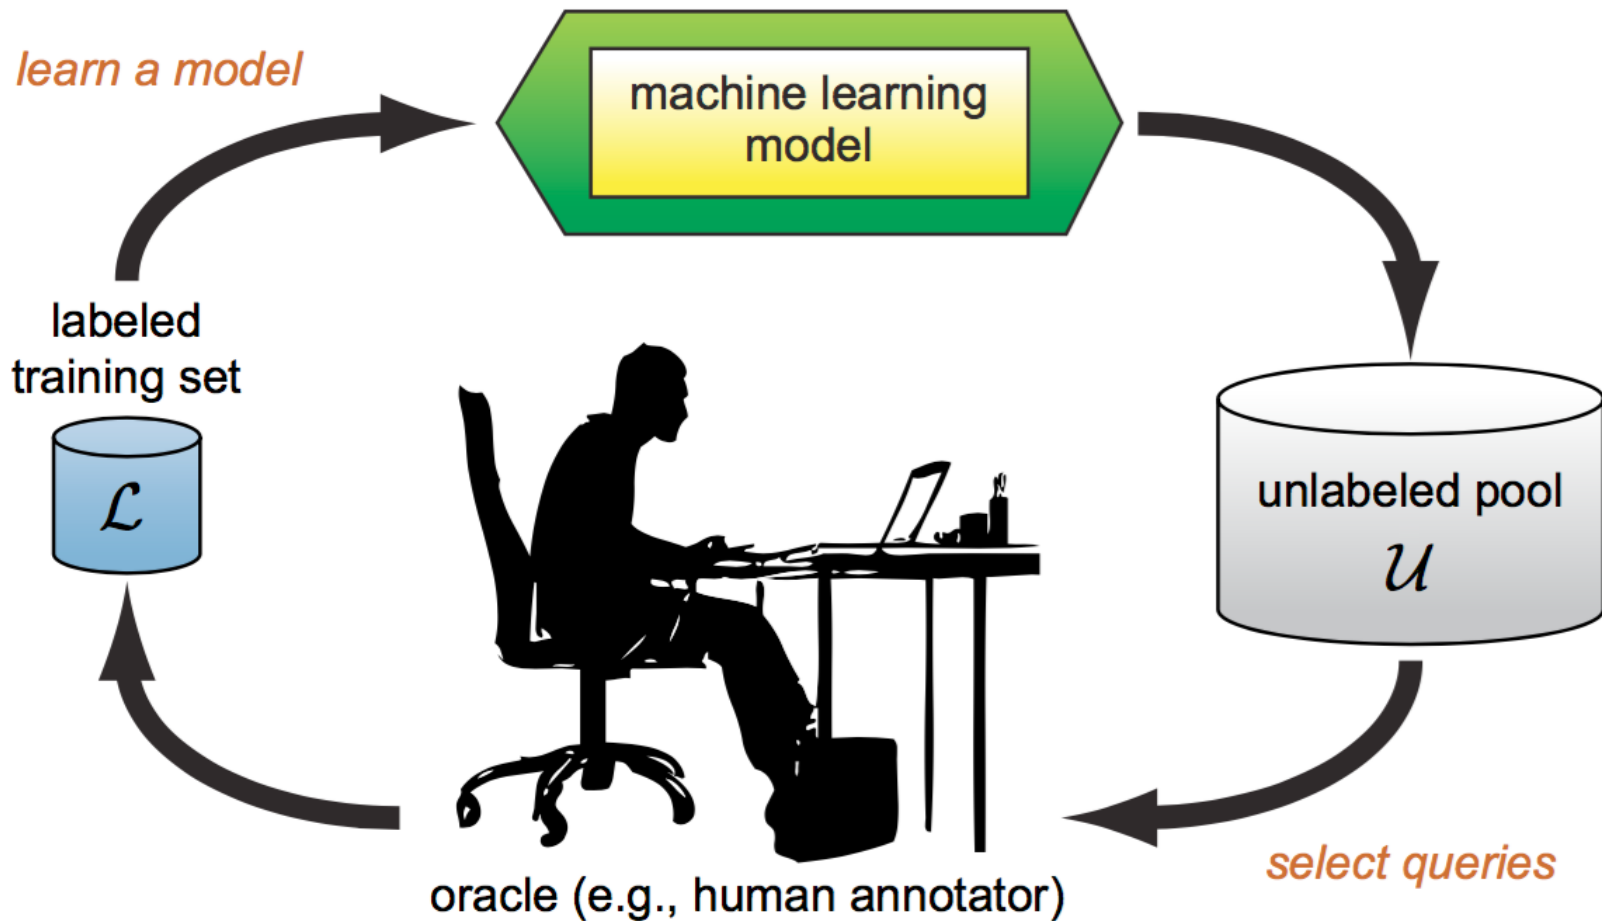 learn a model
machine learning
model
labeled
training set
ℒ
unlabeled pool
𝒰
select queries
oracle (e.g., human annotator)